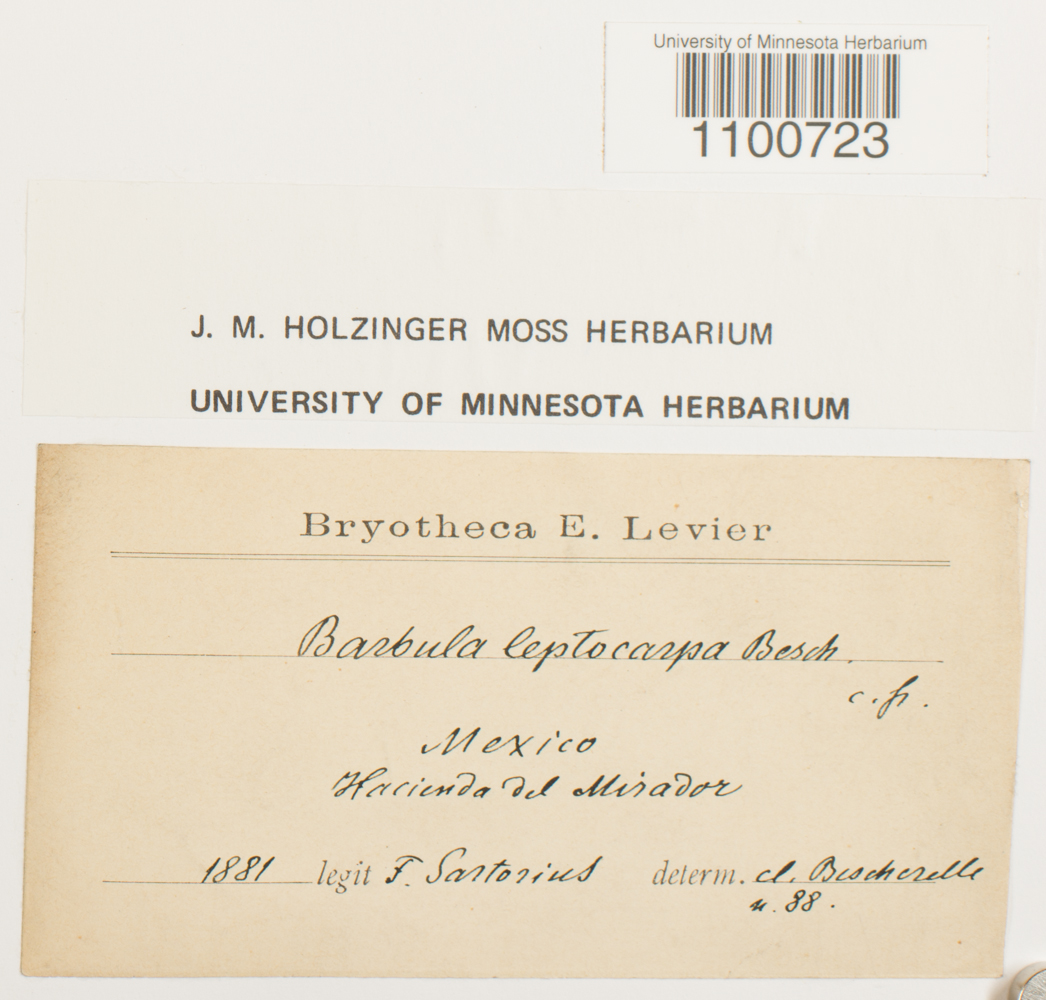 University of Minnesota Herbarium
1100723
J. M. HOLZINGER MOSS HERBARIUM
UNIVERSITY OF MINNESOTA HERBARIUM
Bryotheca E. Levier
Barbula leptocarpa Besch.
c. fr.
Mexico
Hacienda del Mirador
1881 legit F. Sartorius determ. cl. Bescherelle
n. 88.